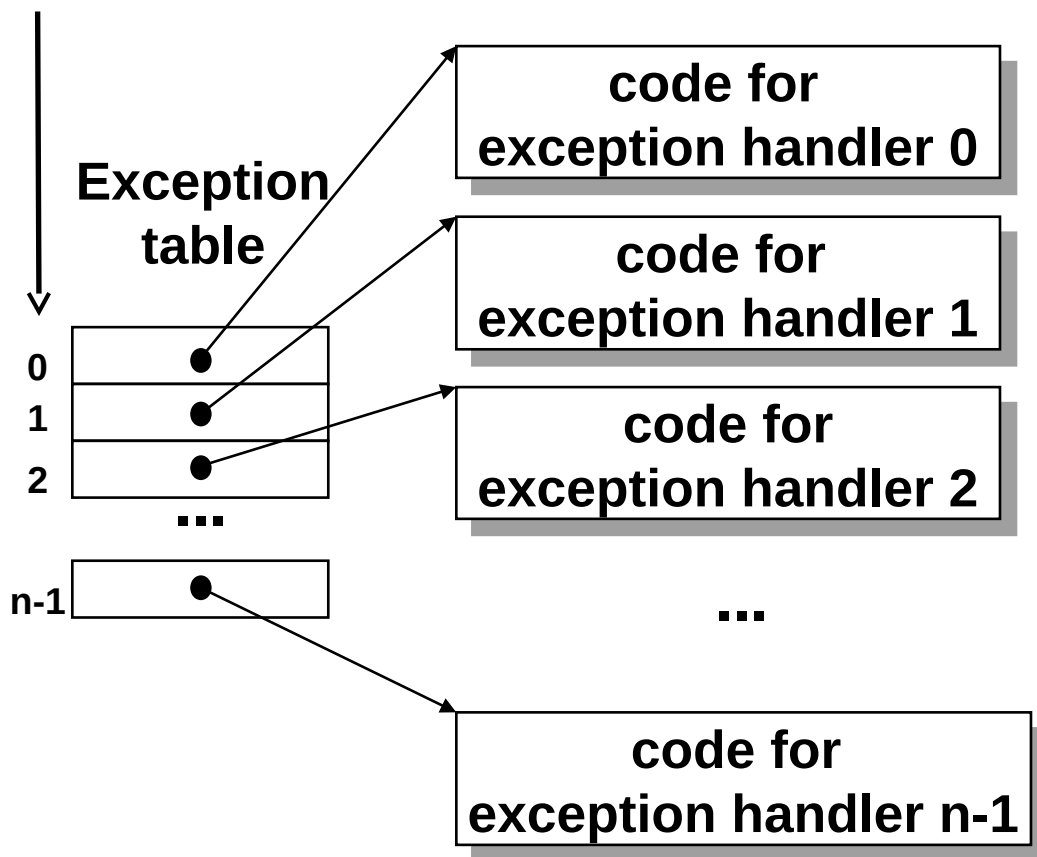 Exception
table
0
1
2
...
n-1
code for
exception handler 0
code for
exception handler 1
code for
exception handler 2
...
code for
exception handler n-1